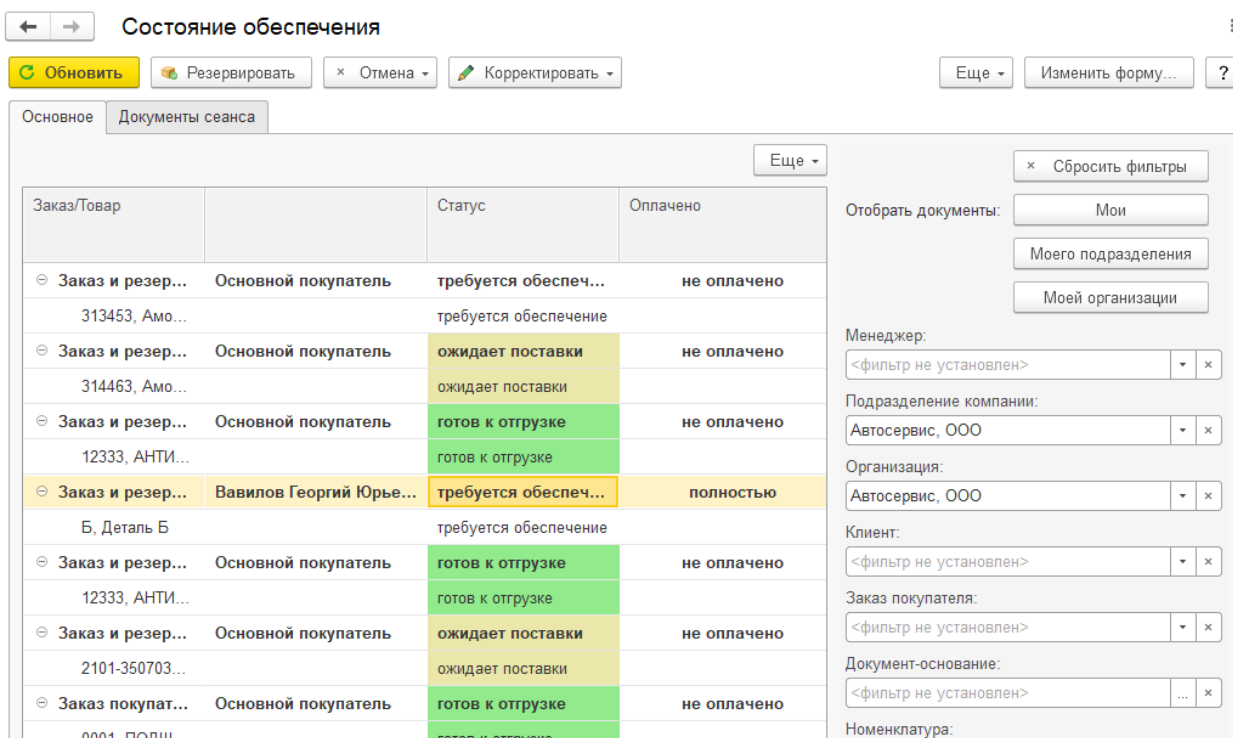 Состояние обеспечения
Обновить Резервировать × Отмена Корректировать Еще Изменить форму... ?
Основное Документы сеанса
Еще
× Сбросить фильтры
Заказ/Товар Статус Оплачено
Отобрать документы: Мои
Моего подразделения
Моей организации
Заказ и резер... Основной покупатель требуется обеспеч... не оплачено
313453, Амо... требуется обеспечение
Заказ и резер... Основной покупатель ожидает поставки не оплачено
314463, Амо... ожидает поставки
Заказ и резер... Основной покупатель готов к отгрузке не оплачено
12333, АНТИ... готов к отгрузке
Заказ и резер... Вавилов Георгий Юрье... требуется обеспеч... полностью
Б, Деталь Б требуется обеспечение
Заказ и резер... Основной покупатель готов к отгрузке не оплачено
12333, АНТИ... готов к отгрузке
Заказ и резер... Основной покупатель ожидает поставки не оплачено
2101-350703... ожидает поставки
Заказ покупат... Основной покупатель готов к отгрузке не оплачено
0001, ПОДШ... готов к отгрузке
Менеджер:
<фильтр не установлен>
Подразделение компании:
Автосервис, ООО
Организация:
Автосервис, ООО
Клиент:
<фильтр не установлен>
Заказ покупателя:
<фильтр не установлен>
Документ-основание:
<фильтр не установлен> ...
Номенклатура: